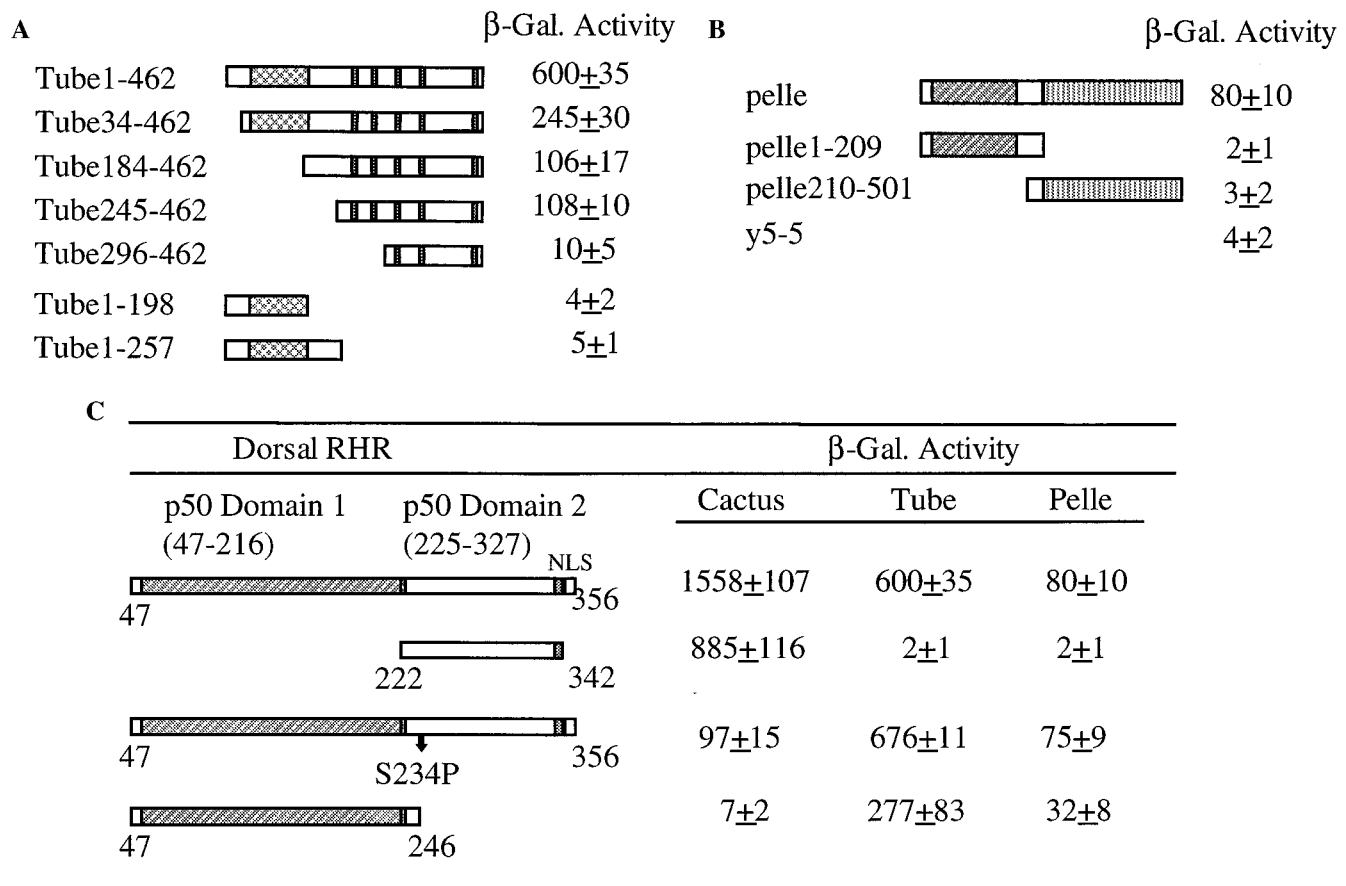 A
β-Gal. Activity
Tube1-462 600±35
Tube34-462 245±30
Tube184-462 106±17
Tube245-462 108±10
Tube296-462 10±5
Tube1-198 4±2
Tube1-257 5±1
B
β-Gal. Activity
pelle 80±10
pelle1-209 2±1
pelle210-501 3±2
y5-5 4±2
C
Dorsal RHR β-Gal. Activity
p50 Domain 1 p50 Domain 2 Cactus Tube Pelle
(47-216) (225-327)
NLS
47 356 1558±107 600±35 80±10
222 342 885±116 2±1 2±1
47 356 97±15 676±11 75±9
S234P
47 246 7±2 277±83 32±8